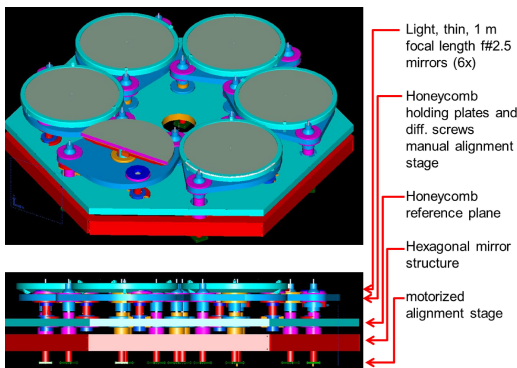 Light, thin, 1 m
focal length f#2.5
mirrors (6x)
Honeycomb
holding plates and
diff. screws
manual alignment
stage
Honeycomb
reference plane
Hexagonal mirror
structure
motorized
alignment stage